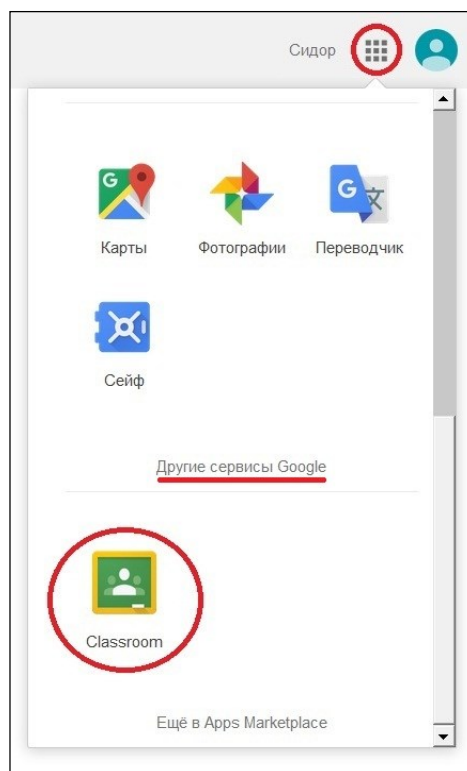 Сидор
Карты Фотографии Переводчик
Сейф
Другие сервисы Google
Classroom
Ещё в Apps Marketplace